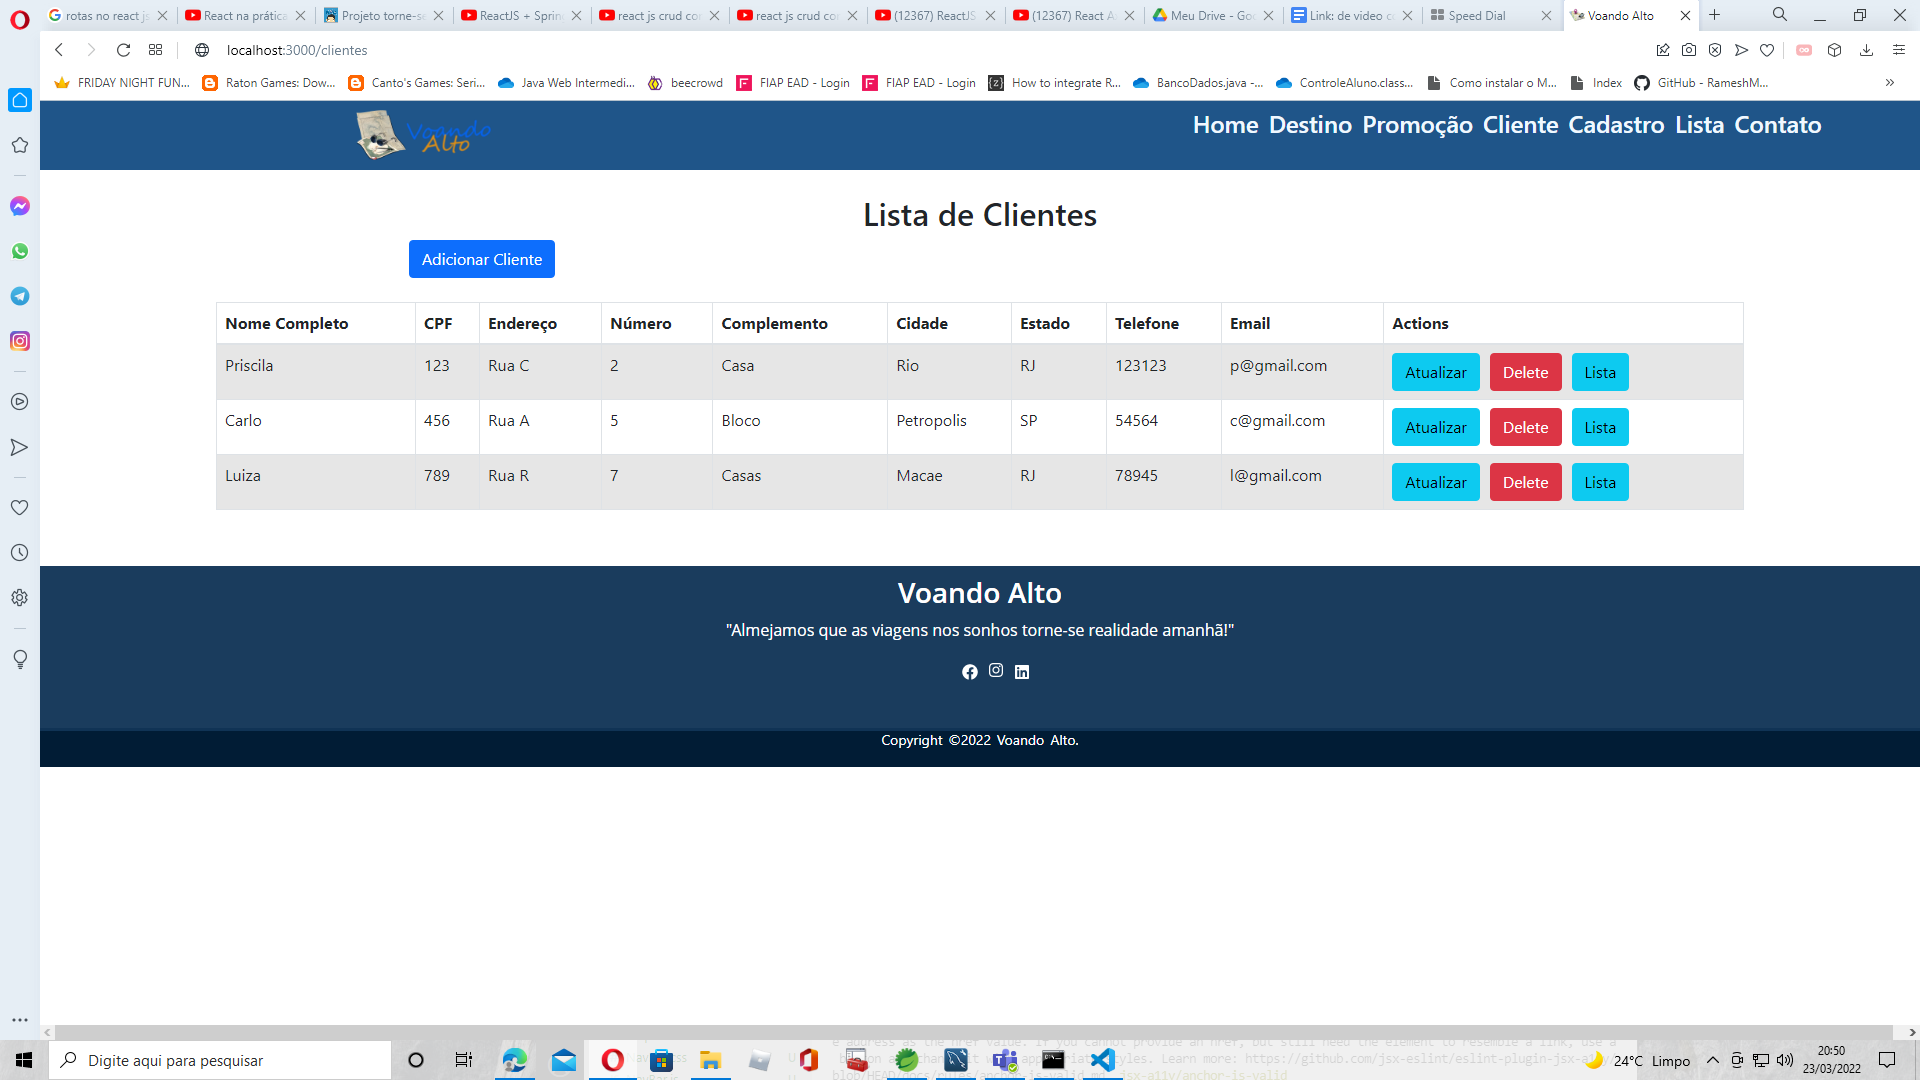 rotas no react js
React na prática
Projeto torne-se
ReactJS + Sprin
react js crud co
react js crud co
(12367) ReactJS
(12367) React A
Meu Drive - Goo
Link: de video c
Speed Dial
Voando Alto
localhost:3000/clientes
FRIDAY NIGHT FUN...
Raton Games: Dow...
Canto's Games: Seri...
Java Web Intermedi...
beecrowd
FIAP EAD - Login
FIAP EAD - Login
How to integrate R...
BancoDados.java -...
ControleAluno.class...
Como instalar o M...
Index
GitHub - RameshM...
Voando Alto
Home Destino Promoção Cliente Cadastro Lista Contato
Lista de Clientes
Adicionar Cliente
Nome Completo CPF Endereço Número Complemento Cidade Estado Telefone Email Actions
Priscila 123 Rua C 2 Casa Rio RJ 123123 p@gmail.com Atualizar Delete Lista
Carlo 456 Rua A 5 Bloco Petropolis SP 54564 c@gmail.com Atualizar Delete Lista
Luiza 789 Rua R 7 Casas Macae RJ 78945 l@gmail.com Atualizar Delete Lista
Voando Alto
"Almejamos que as viagens nos sonhos torne-se realidade amanhã!"
Copyright ©2022 Voando Alto.
Digite aqui para pesquisar
24°C Limpo
20:50
23/03/2022